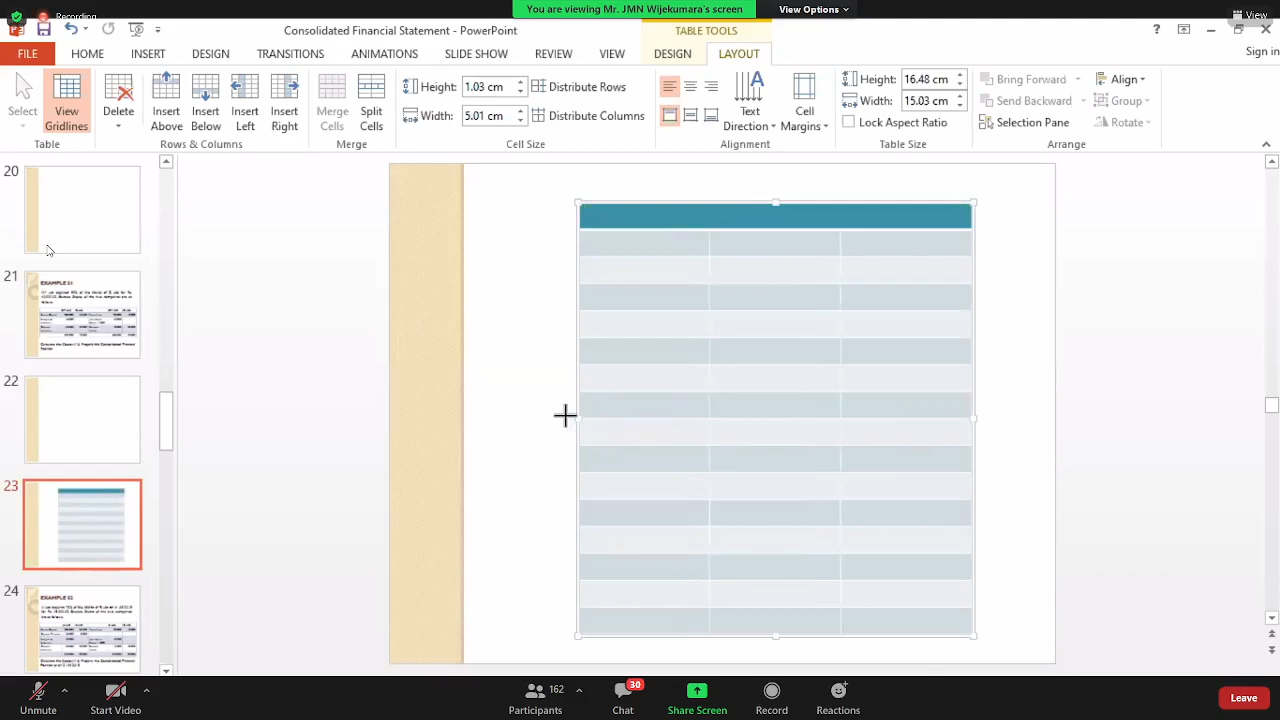 Recording
You are viewing Mr. JMN Wijekumara's screen
View Options
View
Consolidated Financial Statement - PowerPoint
TABLE TOOLS
?
FILE
HOME
INSERT
DESIGN
TRANSITIONS
ANIMATIONS
SLIDE SHOW
REVIEW
VIEW
DESIGN
LAYOUT
Sign in
Select
View Gridlines
Delete
Insert Above
Insert Below
Insert Left
Insert Right
Merge Cells
Split Cells
Height: 1.03 cm
Width: 5.01 cm
Distribute Rows
Distribute Columns
Text Direction
Cell Margins
Height: 16.48 cm
Width: 15.03 cm
Lock Aspect Ratio
Bring Forward
Send Backward
Selection Pane
Align
Group
Rotate
Table
Rows & Columns
Merge
Cell Size
Alignment
Table Size
Arrange
20
21
22
23
24
Unmute
Start Video
Participants 162
Chat 30
Share Screen
Record
Reactions
Leave